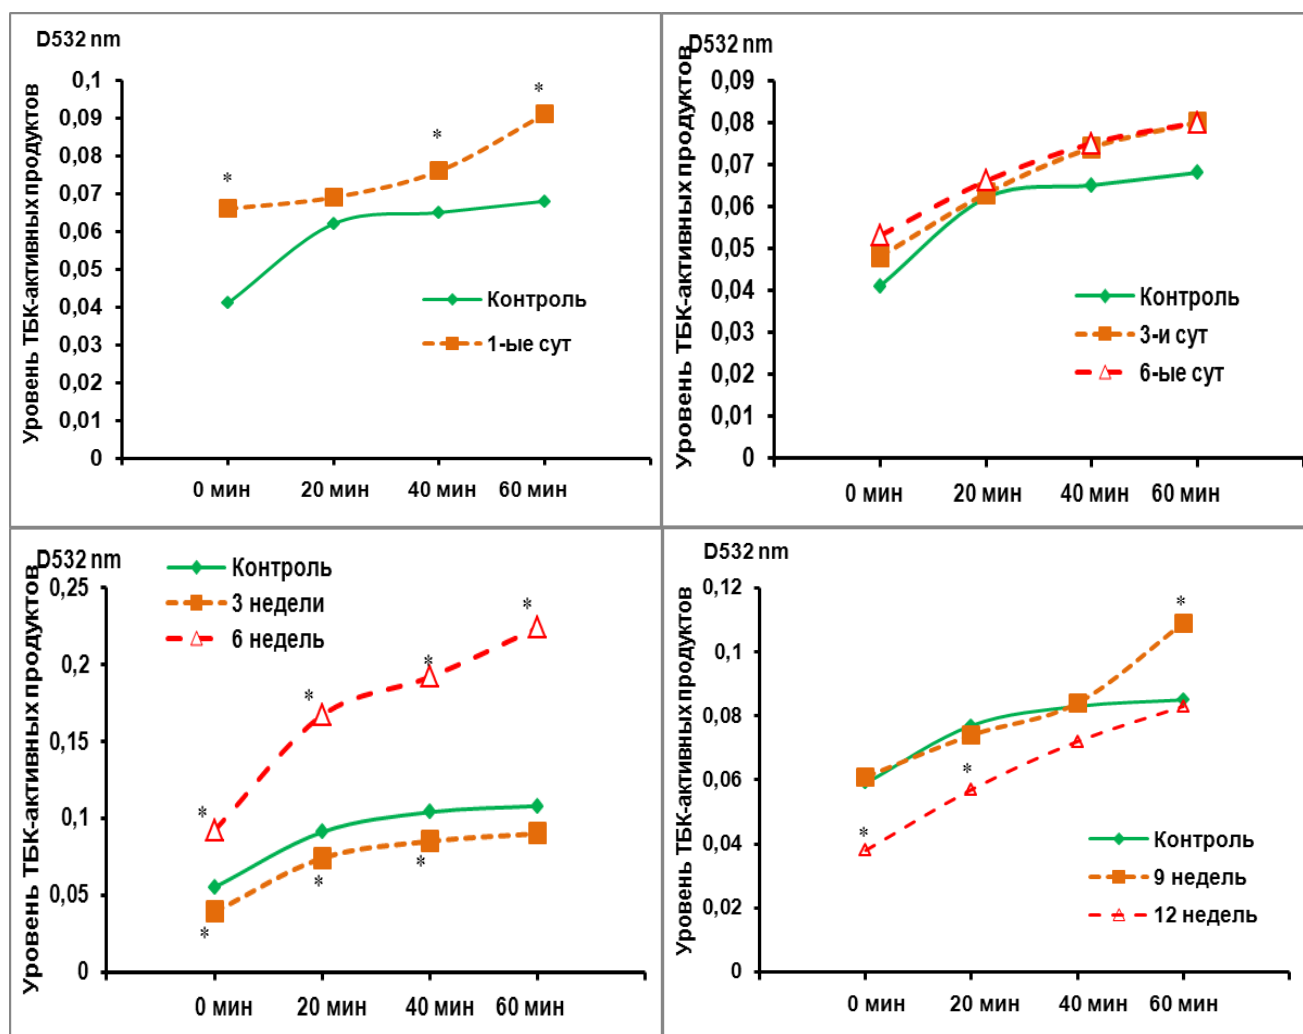 D532 nm
Уровень ТБК-активных продуктов
0,1
0,09
0,08
0,07
0,06
0,05
0,04
0,03
0,02
0,01
0
*
*
*
Контроль
1-ые сут
0 мин 20 мин 40 мин 60 мин
D532 nm
Уровень ТБК-активных продуктов
0,09
0,08
0,07
0,06
0,05
0,04
0,03
0,02
0,01
0
Контроль
3-и сут
6-ые сут
0 мин 20 мин 40 мин 60 мин
D532 nm
Уровень ТБК-активных продуктов
0,25
0,2
0,15
0,1
0,05
0
Контроль
3 недели
6 недель
*
*
*
*
*
*
*
0 мин 20 мин 40 мин 60 мин
D532 nm
Уровень ТБК-активных продуктов
0,12
0,1
0,08
0,06
0,04
0,02
0
*
*
*
Контроль
9 недель
12 недель
0 мин 20 мин 40 мин 60 мин